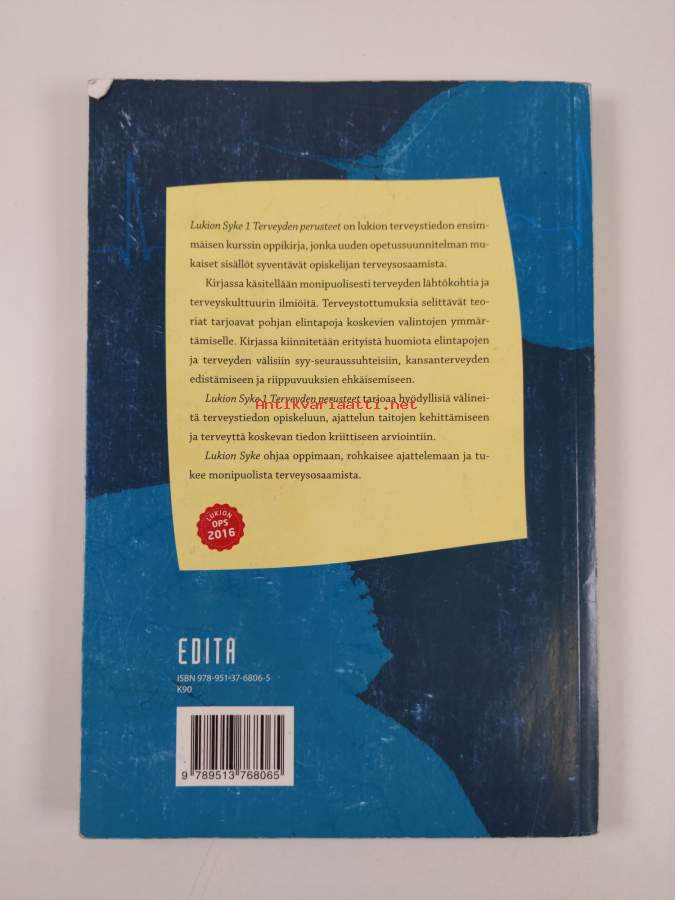 Lukion Syke 1 Terveyden perusteet on lukion terveystiedon ensim-
mäisen kurssin oppikirja, jonka uuden opetussuunnitelman mu-
kaiset sisällöt syventävät opiskelijan terveysosaamista.
Kirjassa käsitellään monipuolisesti terveyden lähtökohtia ja
terveyskulttuurin ilmiöitä. Terveystottumuksia selittävät teo-
riat tarjoavat pohjan elintapoja koskevien valintojen ymmär-
tämiselle. Kirjassa kiinnitetään erityistä huomiota elintapojen
ja terveyden välisiin syy-seuraussuhteisiin, kansanterveyden
edistämiseen ja riippuvuuksien ehkäisemiseen.
Lukion Syke 1 Terveyden perusteet tarjoaa hyödyllisiä välinei-
Antikvariaatti.net
tä terveystiedon opiskeluun, ajattelun taitojen kehittämiseen
ja terveyttä koskevan tiedon kriittiseen arviointiin.
Lukion Syke ohjaa oppimaan, rohkaisee ajattelemaan ja tu-
kee monipuolista terveysosaamista.
LUKION
OPS
2016
EDITA
ISBN 978-951-37-6806-5
K90
9 789513 768065